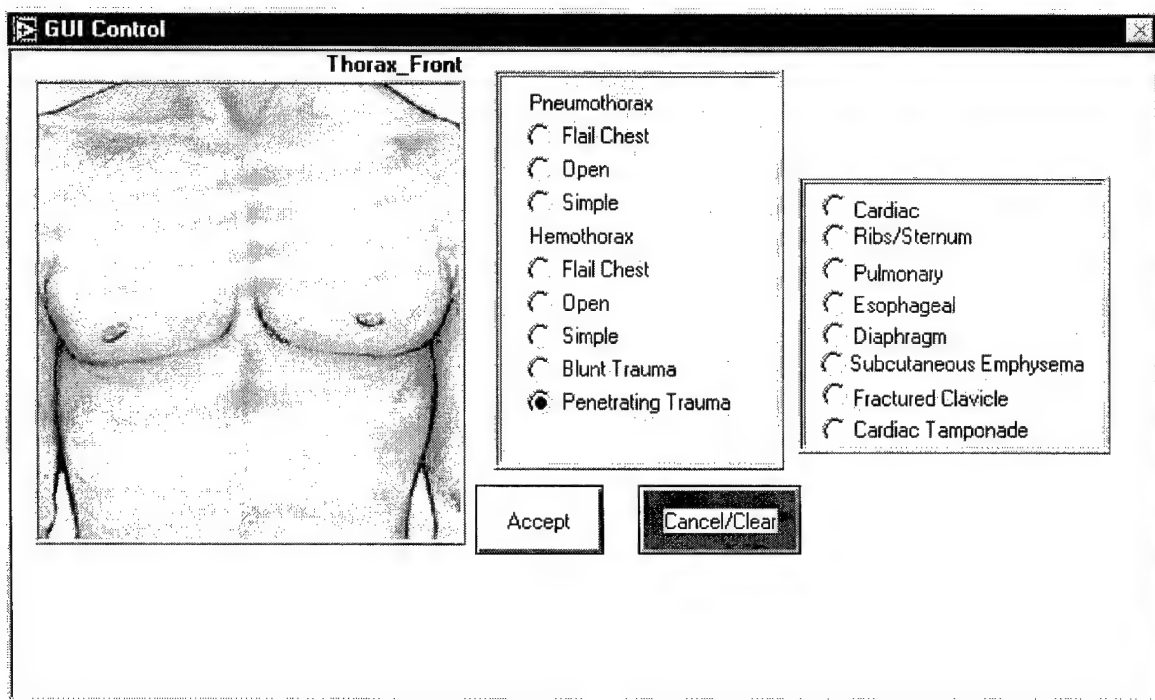 GUI Control
Thorax_Front
Pneumothorax
Flail Chest
Open
Simple
Hemothorax
Flail Chest
Open
Simple
Blunt Trauma
Penetrating Trauma
Cardiac
Ribs/Sternum
Pulmonary
Esophageal
Diaphragm
Subcutaneous Emphysema
Fractured Clavicle
Cardiac Tamponade
Accept
Cancel/Clear